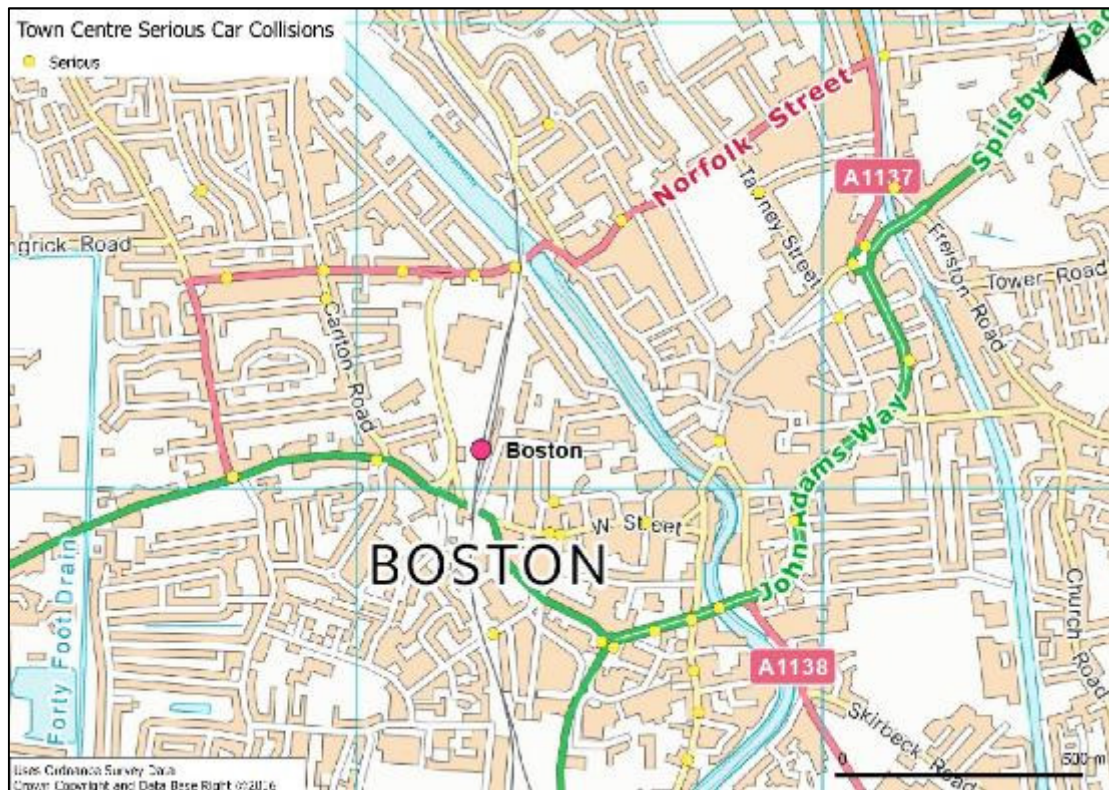 Town Centre Serious Car Collisions
Serious
Norfolk Street
Spilsby Road
A1137
Tawney Street
ngrick Road
Freiston Road
Tower Road
Carlton Road
Boston
John Adams Way
W Street
BOSTON
Forty Foot Drain
Church Road
A1138
Skirbeck Road
0
500 m
Uses Ordnance Survey Data
Crown Copyright and Data Base Right ©2016